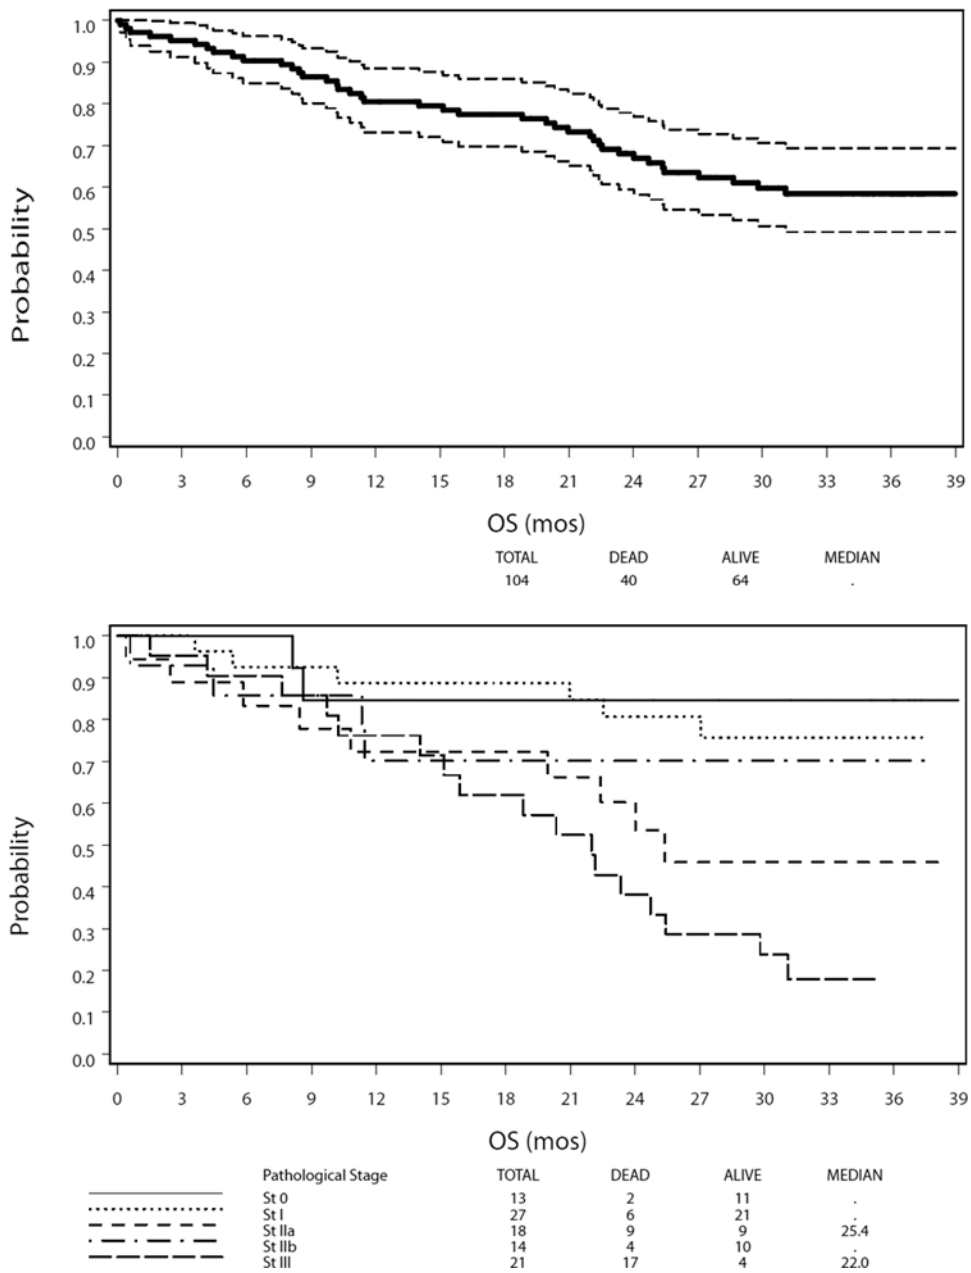 1.0
0.9
0.8
0.7
0.6
0.5
0.4
0.3
0.2
0.1
0.0
Probability
0 3 6 9 12 15 18 21 24 27 30 33 36 39
OS (mos)
TOTAL DEAD ALIVE MEDIAN
104 40 64 .
1.0
0.9
0.8
0.7
0.6
0.5
0.4
0.3
0.2
0.1
0.0
Probability
0 3 6 9 12 15 18 21 24 27 30 33 36 39
OS (mos)
Pathological Stage TOTAL DEAD ALIVE MEDIAN
St 0 13 2 11 .
St I 27 6 21 .
St IIa 18 9 9 25.4
St IIb 14 4 10 .
St III 21 17 4 22.0